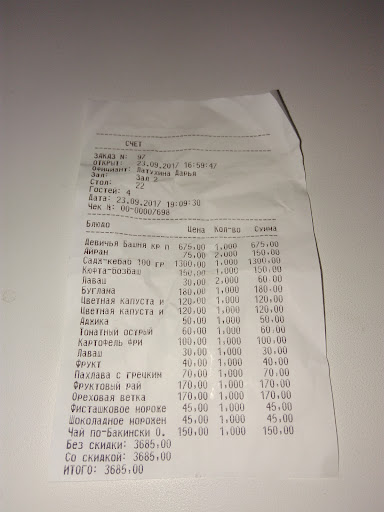 СЧЕТ
ЗАКАЗ N: 92
ОТКРЫТ: 23.09.2017 16:59:47
Официант: Латухина Дарья
Зал: Зал 2
Стол: 22
Гостей: 4
Дата: 23.09.2017 19:09:30
Чек N: 00-00007698
Блюдо Цена Кол-во Сумма
Девичья Башня кр п 675,00 1,000 675,00
Айран 75,00 2,000 150,00
Садж-кебаб 100 гр 1300,00 1,000 1300,00
Кюфта-бозбаш 150,00 1,000 150,00
Лаваш 30,00 2,000 60,00
Буглама 180,00 1,000 180,00
Цветная капуста и 120,00 1,000 120,00
Цветная капуста и 120,00 1,000 120,00
Аджика 50,00 1,000 50,00
Томатный острый 60,00 1,000 60,00
Картофель фри 100,00 1,000 100,00
Лаваш 30,00 1,000 30,00
Фрукт 40,00 1,000 40,00
Пахлава с грецким 70,00 1,000 70,00
Фруктовый рай 170,00 1,000 170,00
Ореховая ветка 170,00 1,000 170,00
Фисташковое мороже 45,00 1,000 45,00
Шоколадное морожен 45,00 1,000 45,00
Чай по-Бакински 0. 150,00 1,000 150,00
Без скидки: 3685,00
Со скидкой: 3685,00
ИТОГО: 3685,00